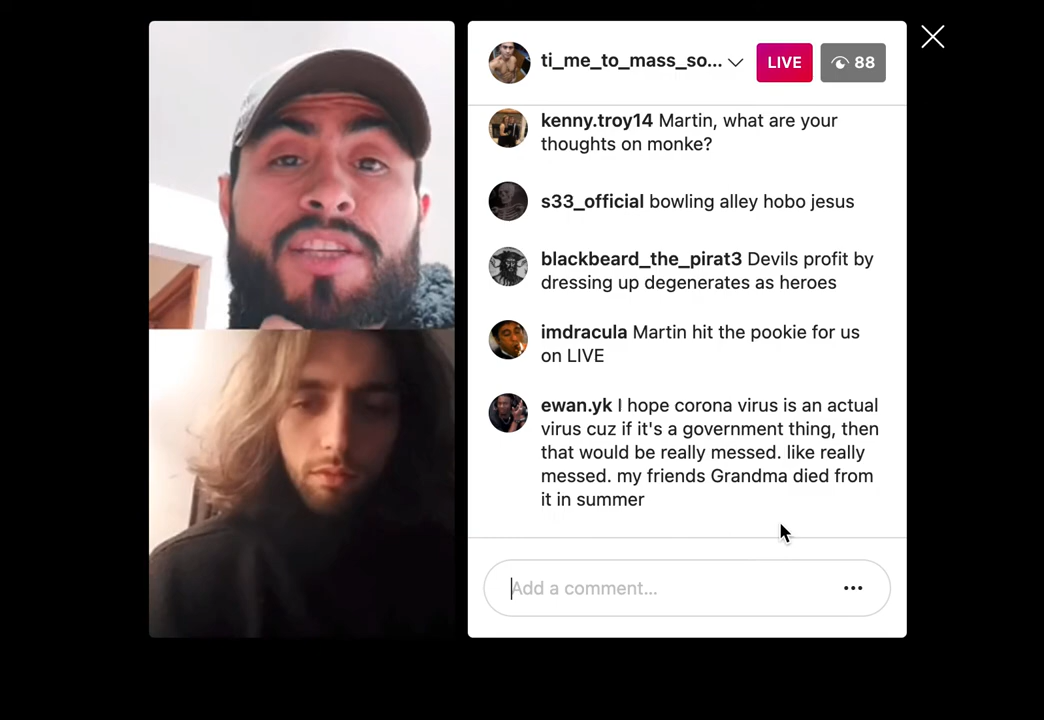 ti_me_to_mass_so...
LIVE
88
kenny.troy14 Martin, what are your
thoughts on monke?
s33_official bowling alley hobo jesus
blackbeard_the_pirat3 Devils profit by
dressing up degenerates as heroes
imdracula Martin hit the pookie for us
on LIVE
ewan.yk I hope corona virus is an actual
virus cuz if it's a government thing, then
that would be really messed. like really
messed. my friends Grandma died from
it in summer
Add a comment...